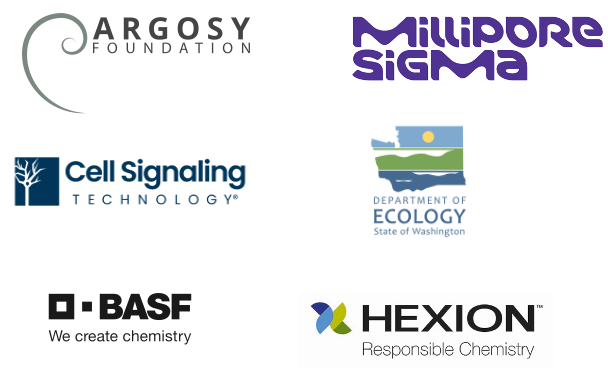 ARGOSY
FOUNDATION
Millipore
Sigma
Cell Signaling
TECHNOLOGY®
DEPARTMENT OF
ECOLOGY
State of Washington
BASF
We create chemistry
HEXION™
Responsible Chemistry